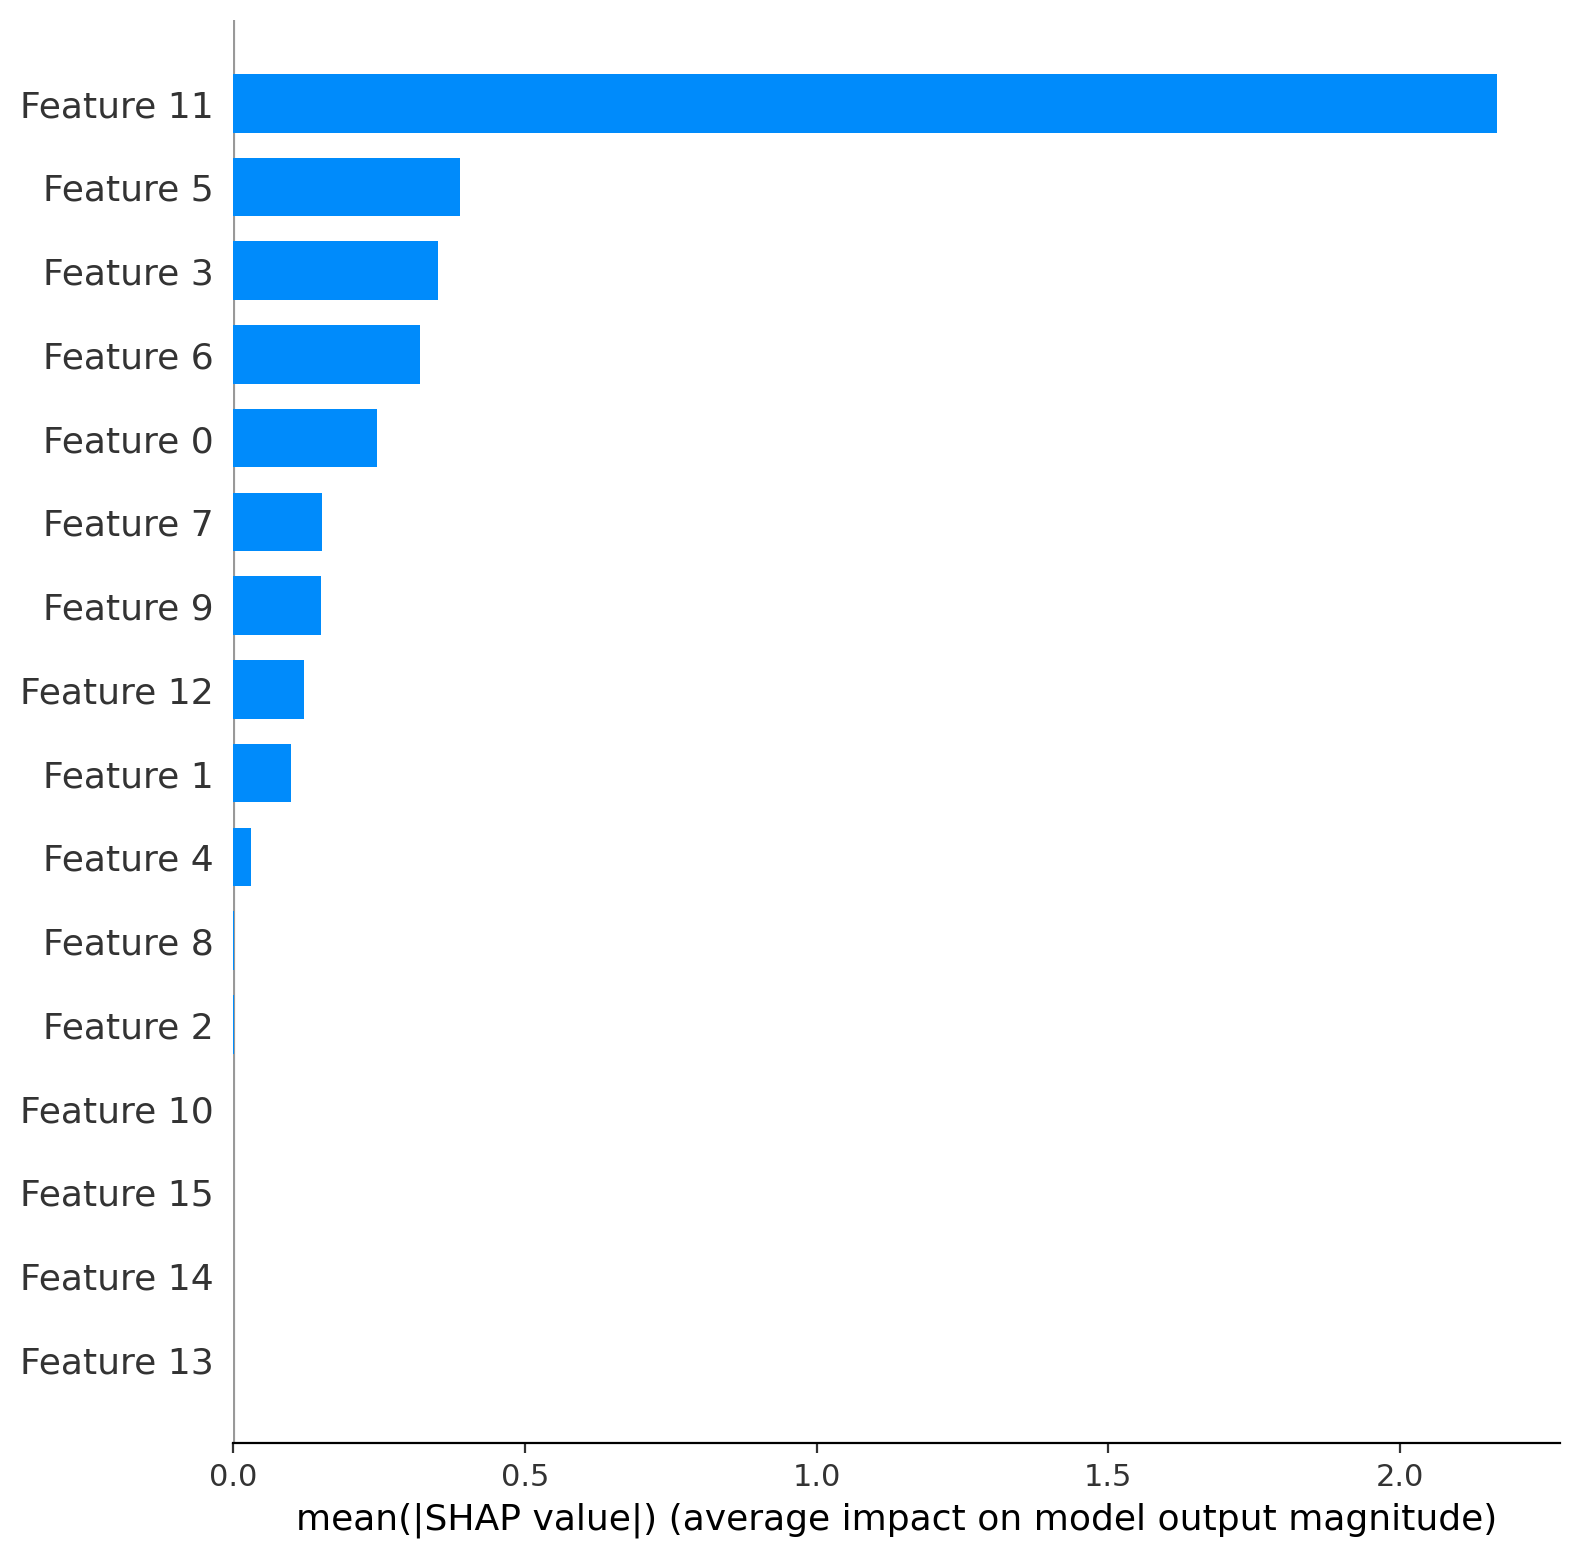 Feature 11
Feature 5
Feature 3
Feature 6
Feature 0
Feature 7
Feature 9
Feature 12
Feature 1
Feature 4
Feature 8
Feature 2
Feature 10
Feature 15
Feature 14
Feature 13
0.0 0.5 1.0 1.5 2.0
mean(|SHAP value|) (average impact on model output magnitude)